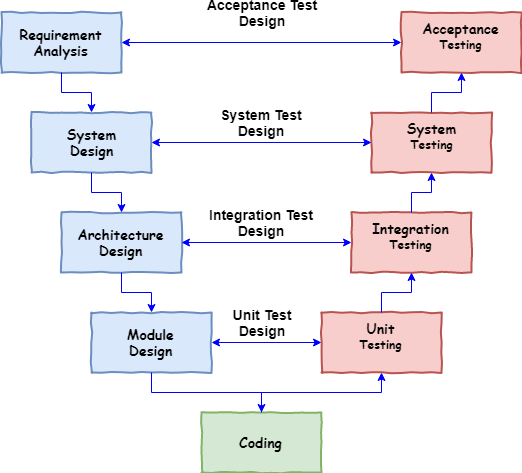 Acceptance Test
Design
Requirement
Analysis
Acceptance
Testing
System Test
Design
System
Design
System
Testing
Integration Test
Design
Architecture
Design
Integration
Testing
Unit Test
Design
Module
Design
Unit
Testing
Coding